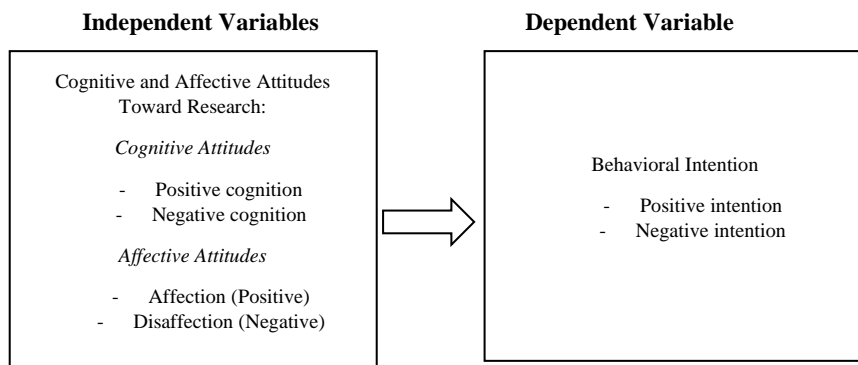 Independent Variables
Cognitive and Affective Attitudes
Toward Research:
Cognitive Attitudes
- Positive cognition
- Negative cognition
Affective Attitudes
- Affection (Positive)
- Disaffection (Negative)
Dependent Variable
Behavioral Intention
- Positive intention
- Negative intention